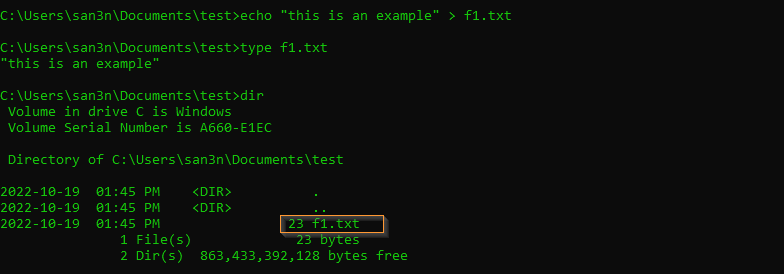 C:\Users\san3n\Documents\test>echo "this is an example" > f1.txt
C:\Users\san3n\Documents\test>type f1.txt
"this is an example"
C:\Users\san3n\Documents\test>dir
Volume in drive C is Windows
Volume Serial Number is A660-E1EC
Directory of C:\Users\san3n\Documents\test
2022-10-19  01:45 PM    <DIR>          .
2022-10-19  01:45 PM    <DIR>          ..
2022-10-19  01:45 PM                23 f1.txt
1 File(s)             23 bytes
2 Dir(s)  863,433,392,128 bytes free